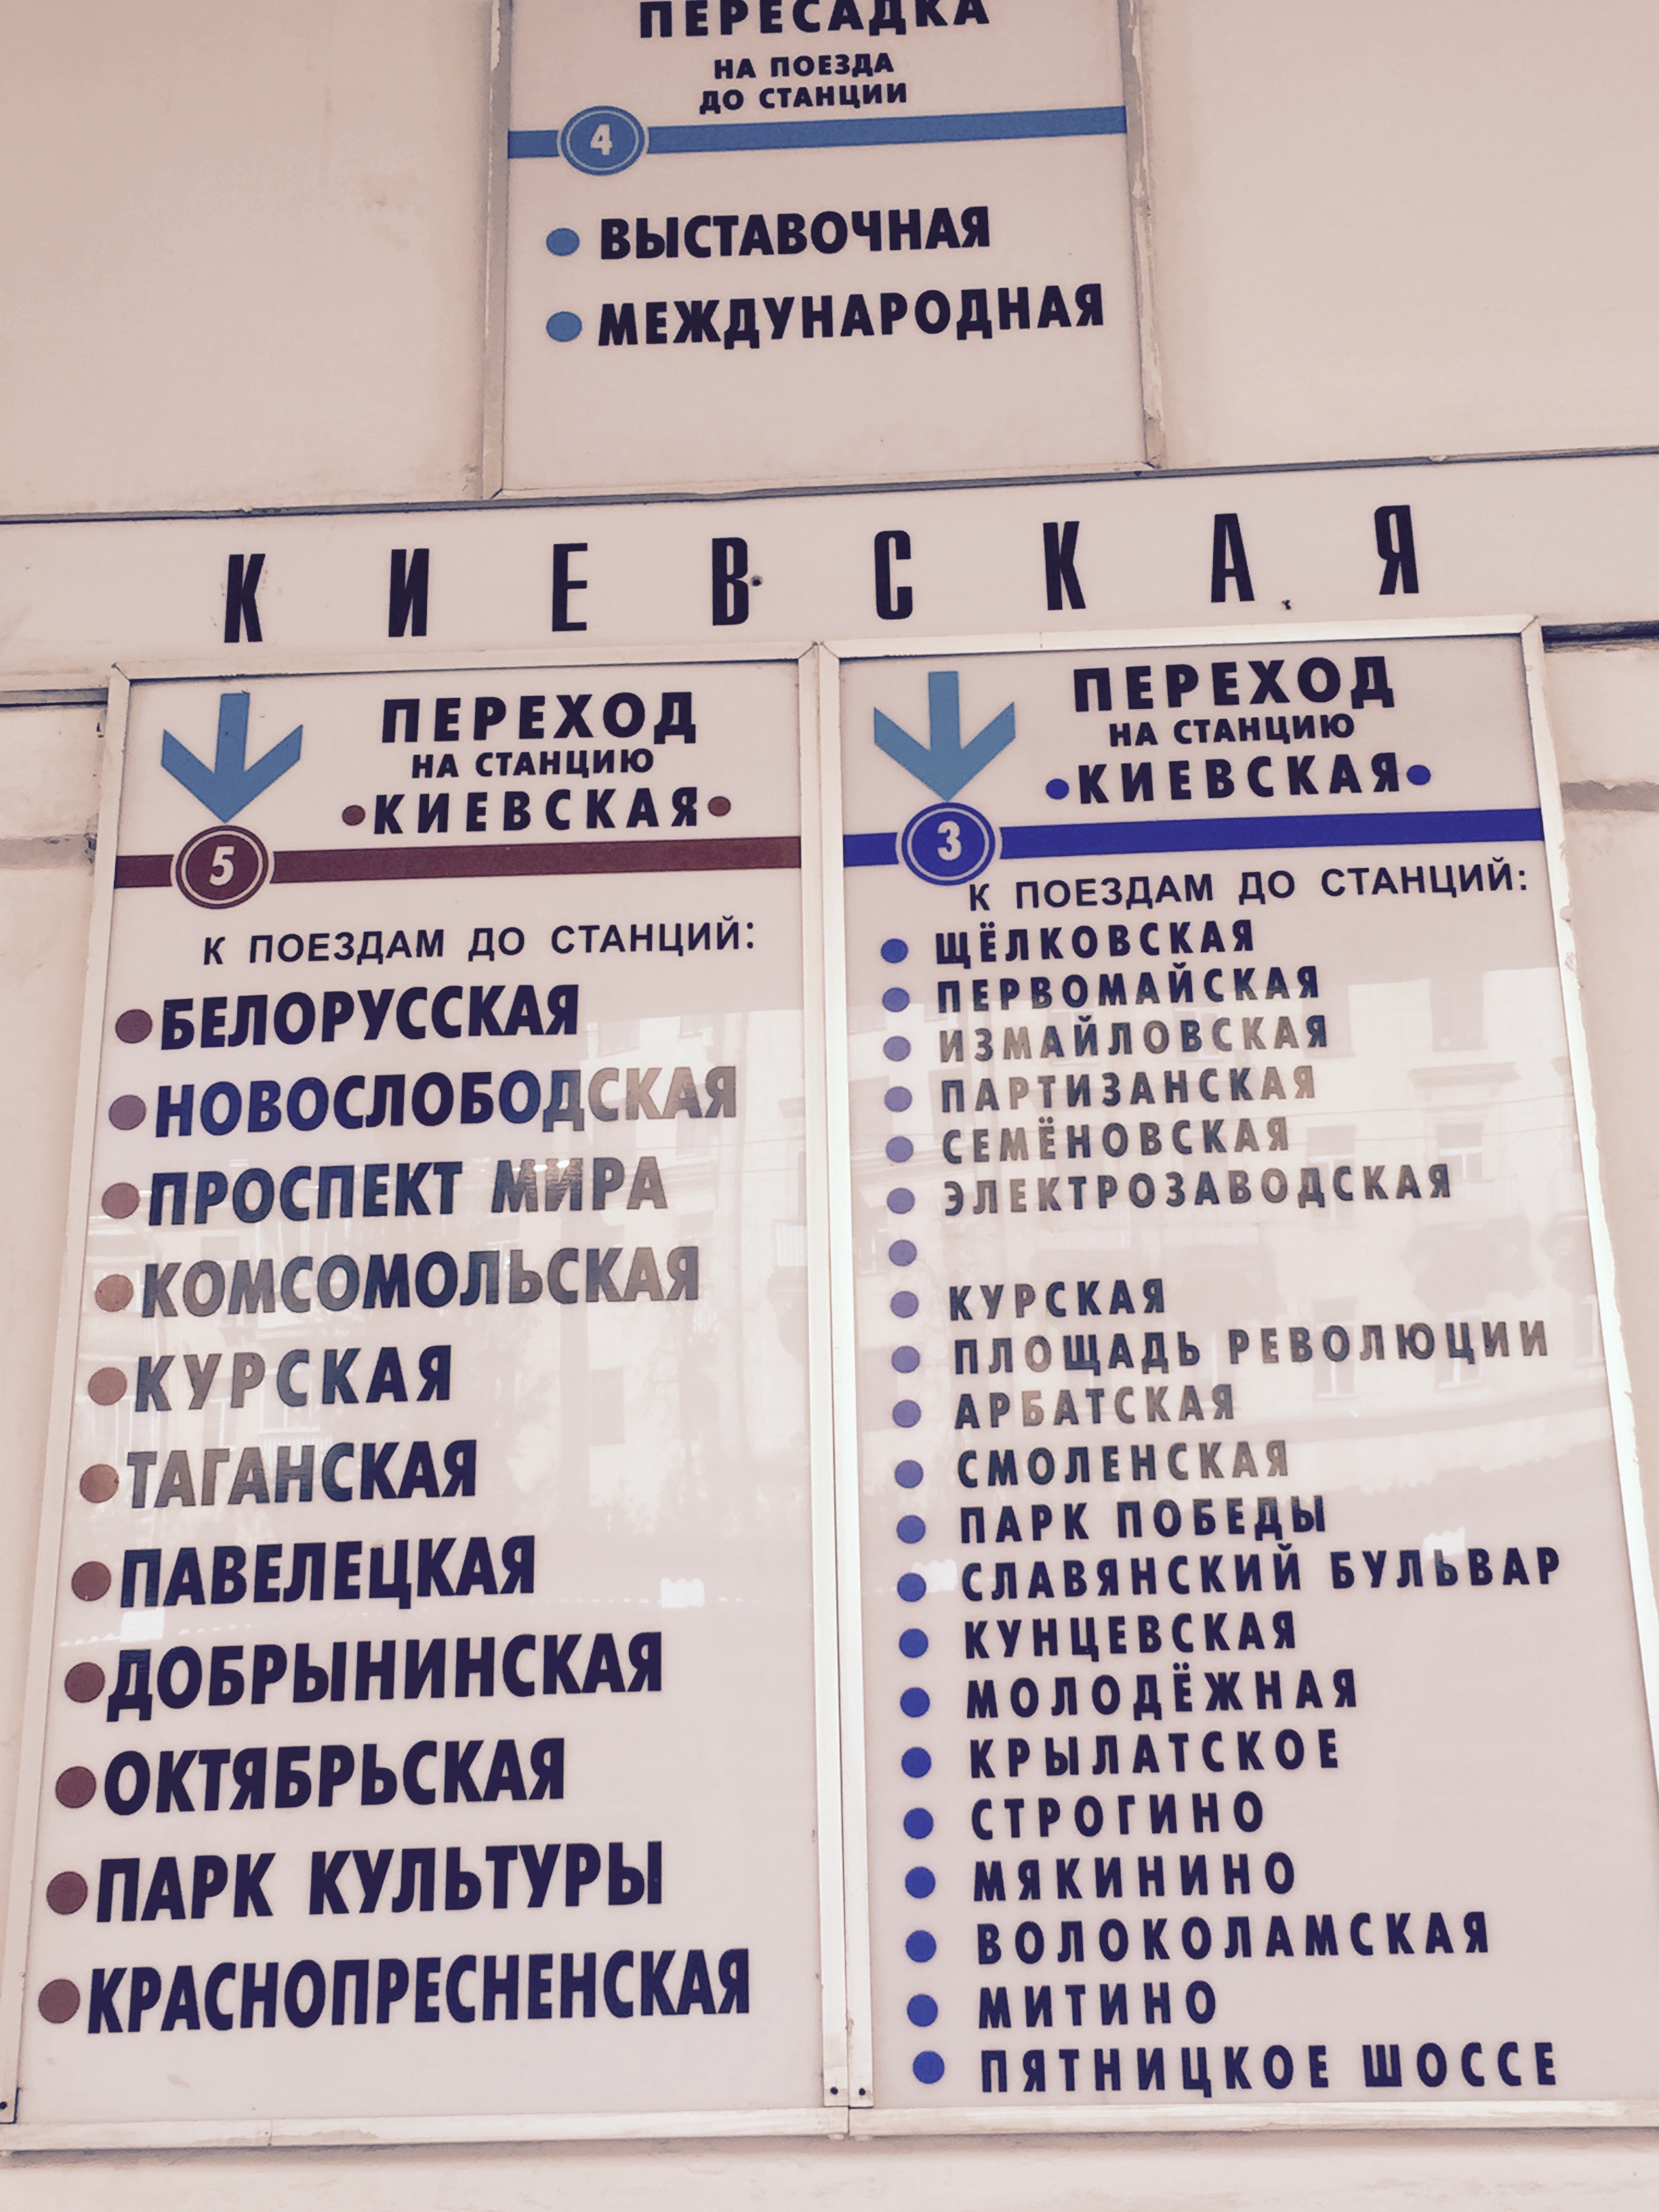 ПЕРЕСАДКА
НА ПОЕЗДА
ДО СТАНЦИИ
4
ВЫСТАВОЧНАЯ
МЕЖДУНАРОДНАЯ
КИЕВСКАЯ
ПЕРЕХОД
НА СТАНЦИЮ
•КИЕВСКАЯ•
5
К ПОЕЗДАМ ДО СТАНЦИЙ:
БЕЛОРУССКАЯ
НОВОСЛОБОДСКАЯ
ПРОСПЕКТ МИРА
КОМСОМОЛЬСКАЯ
КУРСКАЯ
ТАГАНСКАЯ
ПАВЕЛЕЦКАЯ
ДОБРЫНИНСКАЯ
ОКТЯБРЬСКАЯ
ПАРК КУЛЬТУРЫ
КРАСНОПРЕСНЕНСКАЯ
ПЕРЕХОД
НА СТАНЦИЮ
•КИЕВСКАЯ•
3
К ПОЕЗДАМ ДО СТАНЦИЙ:
ЩЁЛКОВСКАЯ
ПЕРВОМАЙСКАЯ
ИЗМАЙЛОВСКАЯ
ПАРТИЗАНСКАЯ
СЕМЁНОВСКАЯ
ЭЛЕКТРОЗАВОДСКАЯ
КУРСКАЯ
ПЛОЩАДЬ РЕВОЛЮЦИИ
АРБАТСКАЯ
СМОЛЕНСКАЯ
ПАРК ПОБЕДЫ
СЛАВЯНСКИЙ БУЛЬВАР
КУНЦЕВСКАЯ
МОЛОДЁЖНАЯ
КРЫЛАТСКОЕ
СТРОГИНО
МЯКИНИНО
ВОЛОКОЛАМСКАЯ
МИТИНО
ПЯТНИЦКОЕ ШОССЕ